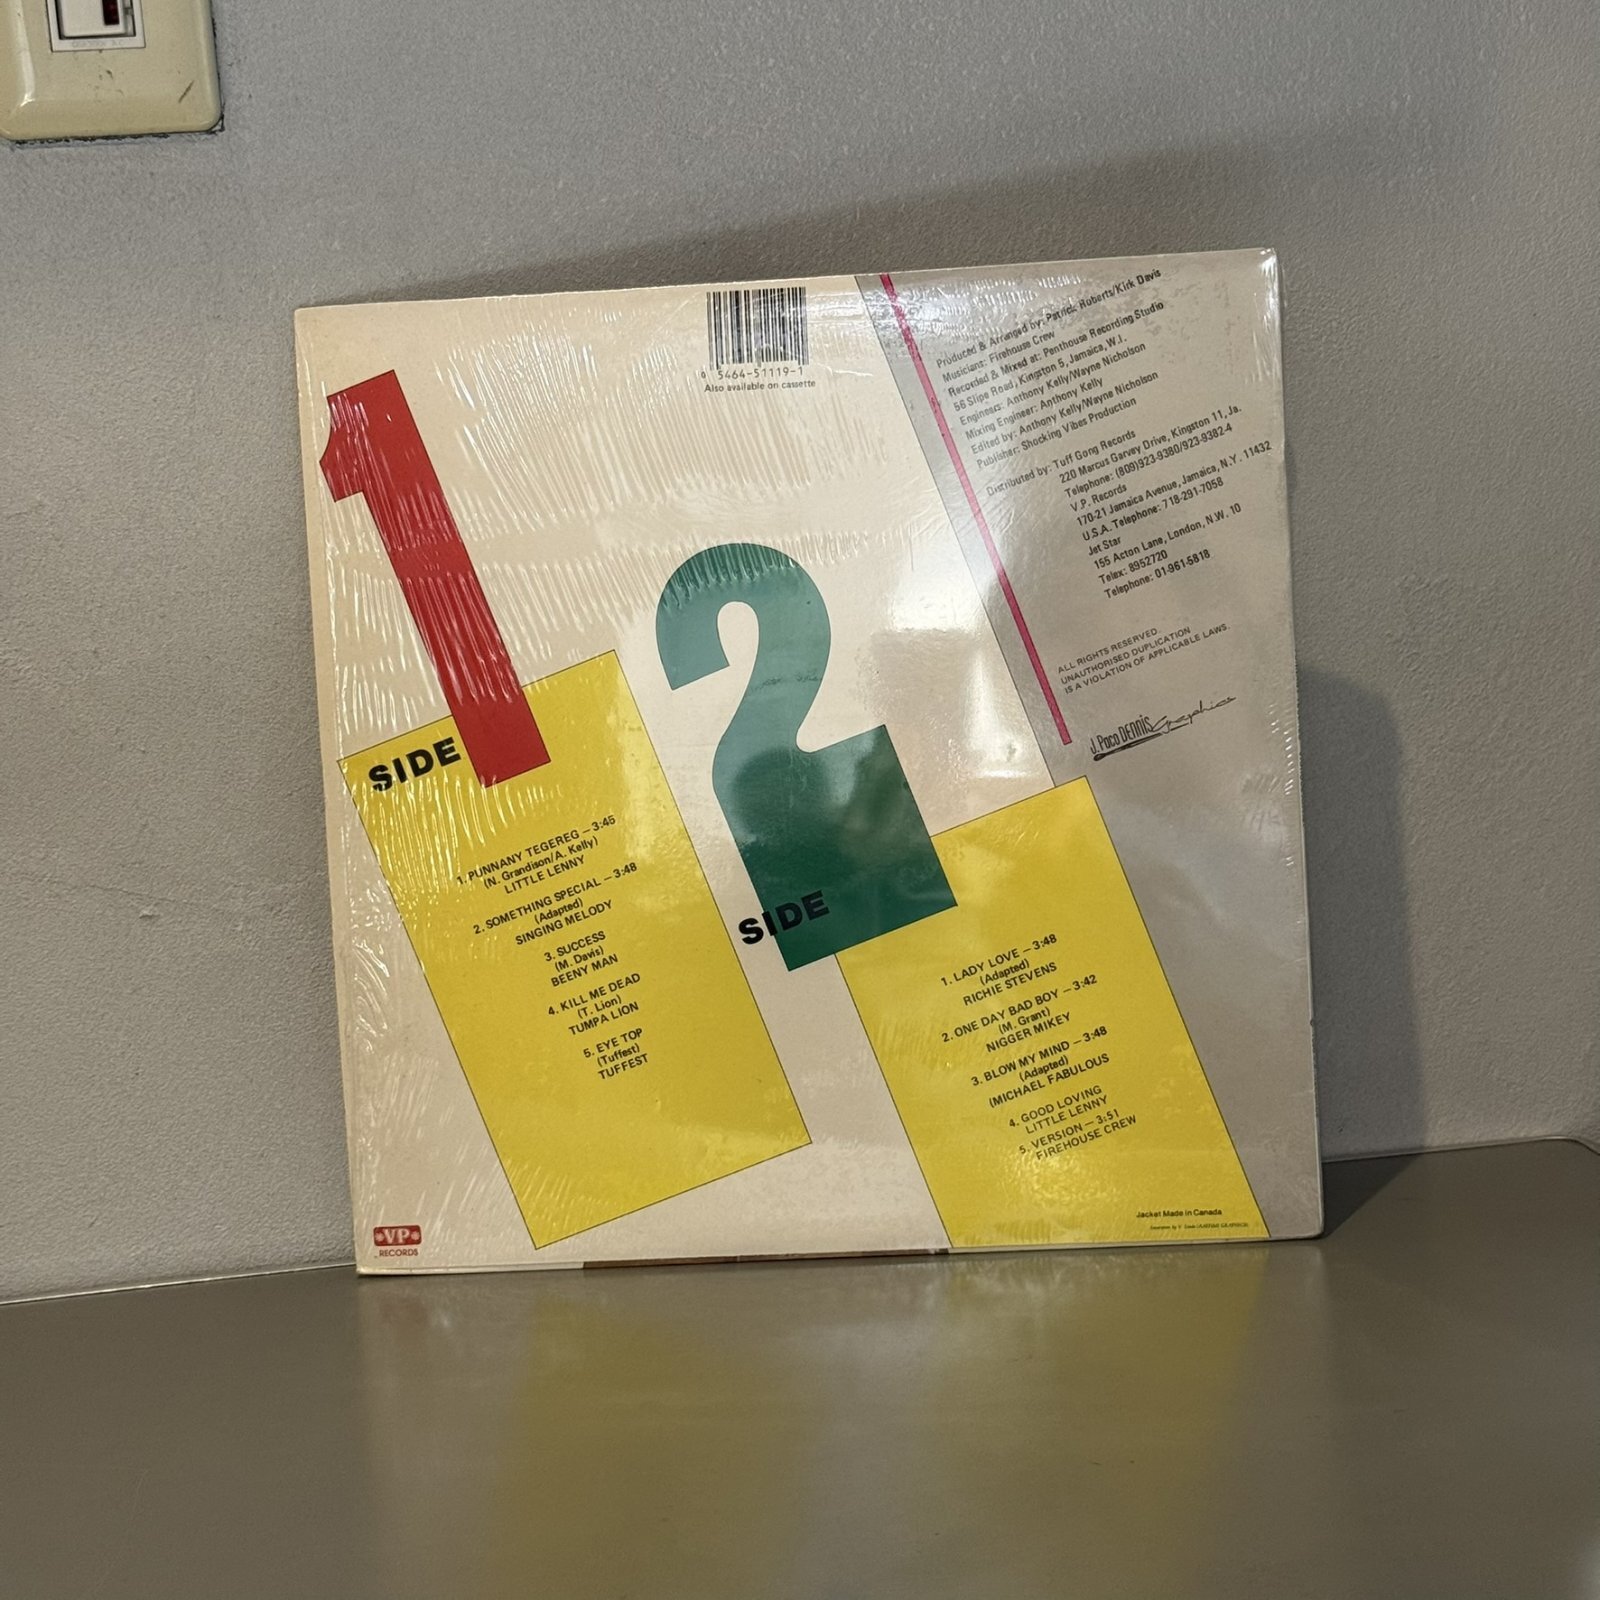 0 5464-51119-1
Also available on cassette
Produced & Arranged by: Patrick Roberts/Kirk Davis
Musicians: Firehouse Crew
Recorded & Mixed at: Penthouse Recording Studio
56 Slipe Road, Kingston 5, Jamaica, W.I.
Engineers: Anthony Kelly/Wayne Nicholson
Mixing Engineer: Anthony Kelly
Edited by: Anthony Kelly/Wayne Nicholson
Publisher: Shocking Vibes Production
Distributed by: Tuff Gong Records
220 Marcus Garvey Drive, Kingston 11, Ja.
Telephone: (809)923-9380/923-9382-4
V.P. Records
170-21 Jamaica Avenue, Jamaica, N.Y. 11432
U.S.A. Telephone: 718-291-7058
Jet Star
155 Acton Lane, London, N.W. 10
Telex: 8952720
Telephone: 01-961-5818
ALL RIGHTS RESERVED.
UNAUTHORISED DUPLICATION
IS A VIOLATION OF APPLICABLE LAWS.
J. Paco DENNIS Graphics
SIDE 1
1. PUNNANY TEGEREG – 3:45
(N. Grandison/A. Kelly)
LITTLE LENNY
2. SOMETHING SPECIAL – 3:48
(Adapted)
SINGING MELODY
3. SUCCESS
(M. Davis)
BEENY MAN
4. KILL ME DEAD
(T. Lion)
TUMPA LION
5. EYE TOP
(Tuffest)
TUFFEST
SIDE 2
1. LADY LOVE – 3:48
(Adapted)
RICHIE STEVENS
2. ONE DAY BAD BOY – 3:42
(M. Grant)
NIGGER MIKEY
3. BLOW MY MIND – 3:48
(Adapted)
(MICHAEL FABULOUS
4. GOOD LOVING
LITTLE LENNY
5. VERSION – 3:51
FIREHOUSE CREW
Jacket Made in Canada
VP
RECORDS